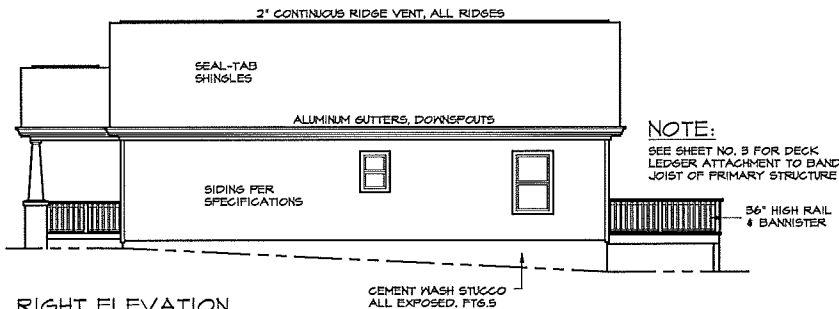 2" CONTINUOUS RIDGE VENT, ALL RIDGES
SEAL-TAB
SHINGLES
ALUMINUM GUTTERS, DOWNSPOUTS
NOTE:
SEE SHEET NO. 3 FOR DECK
LEDGER ATTACHMENT TO BAND
JOIST OF PRIMARY STRUCTURE
SIDING PER
SPECIFICATIONS
36" HIGH RAIL
& BANNISTER
CEMENT WASH STUCCO
ALL EXPOSED. FTG.S
RIGHT ELEVATION